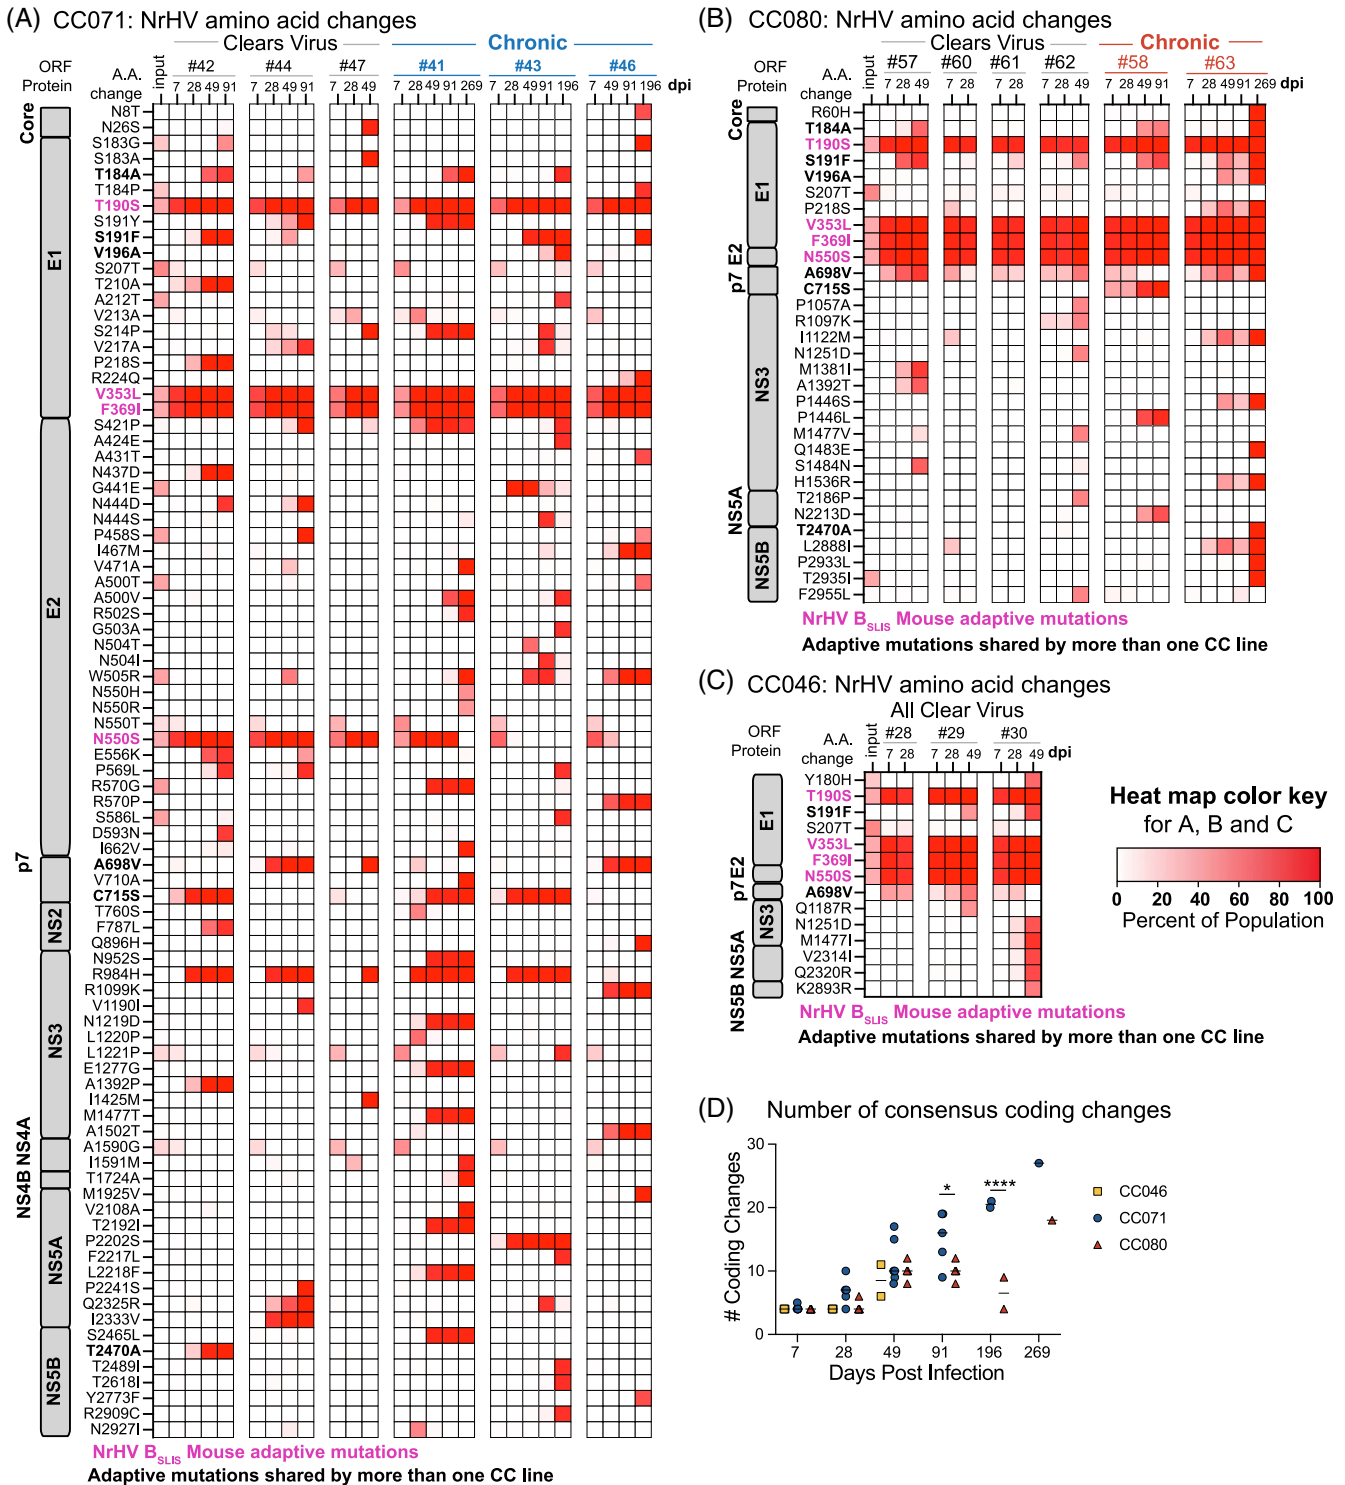 (A) CC071: NrHV amino acid changes
Clears Virus
Chronic
ORF
Protein
A.A.
change
input
#42
#44
#47
#41
#43
#46
7 28 49 91
7 28 49 91
7 28 49
7 28 49 91 269
7 28 49 91 196
7 49 91 196
dpi
Core
E1
E2
p7
NS2
NS3
NS4A
NS4B
NS5A
NS5B
N8T
N26S
S183G
S183A
T184A
T184P
T190S
S191Y
S191F
V196A
S207T
T210A
A212T
V213A
S214P
V217A
P218S
R224Q
V353L
F369I
S421P
A424E
A431T
N437D
G441E
N444D
N444S
P458S
I467M
V471A
A500T
A500V
R502S
G503A
N504T
N504I
W505R
N550H
N550R
N550T
N550S
E556K
P569L
R570G
R570P
S586L
D593N
I662V
A698V
V710A
C715S
T760S
F787L
Q896H
N952S
R984H
R1099K
V1190I
N1219D
L1220P
L1221P
E1277G
A1392P
I1425M
M1477T
A1502T
A1590G
I1591M
T1724A
M1925V
V2108A
T2192I
P2202S
F2217L
L2218F
P2241S
Q2325R
I2333V
S2465L
T2470A
T2489I
T2618I
Y2773F
R2909C
N2927I
NrHV B_SLIS Mouse adaptive mutations
Adaptive mutations shared by more than one CC line
(B) CC080: NrHV amino acid changes
Clears Virus
Chronic
ORF
Protein
A.A.
change
input
#57
#60
#61
#62
#58
#63
7 28 49
7 28
7 28
7 28 49
7 28 49 91
7 28 49 91 269
dpi
Core
E1
E2
p7
NS3
NS5A
NS5B
R60H
T184A
T190S
S191F
V196A
S207T
P218S
V353L
F369I
N550S
A698V
C715S
P1057A
R1097K
I1122M
N1251D
M1381I
A1392T
P1446S
P1446L
M1477V
Q1483E
S1484N
H1536R
T2186P
N2213D
T2470A
L2888I
P2933L
T2935I
F2955L
NrHV B_SLIS Mouse adaptive mutations
Adaptive mutations shared by more than one CC line
(C) CC046: NrHV amino acid changes
All Clear Virus
ORF
Protein
A.A.
change
input
#28
#29
#30
7 28
7 28 49
7 28 49
dpi
E1
E2
p7
NS3
NS5A
NS5B
Y180H
T190S
S191F
S207T
V353L
F369I
N550S
A698V
Q1187R
N1251D
M1477I
V2314I
Q2320R
K2893R
NrHV B_SLIS Mouse adaptive mutations
Adaptive mutations shared by more than one CC line
Heat map color key
for A, B and C
0 20 40 60 80 100
Percent of Population
(D) Number of consensus coding changes
# Coding Changes
30
20
10
0
*
****
7 28 49 91 196 269
Days Post Infection
CC046
CC071
CC080